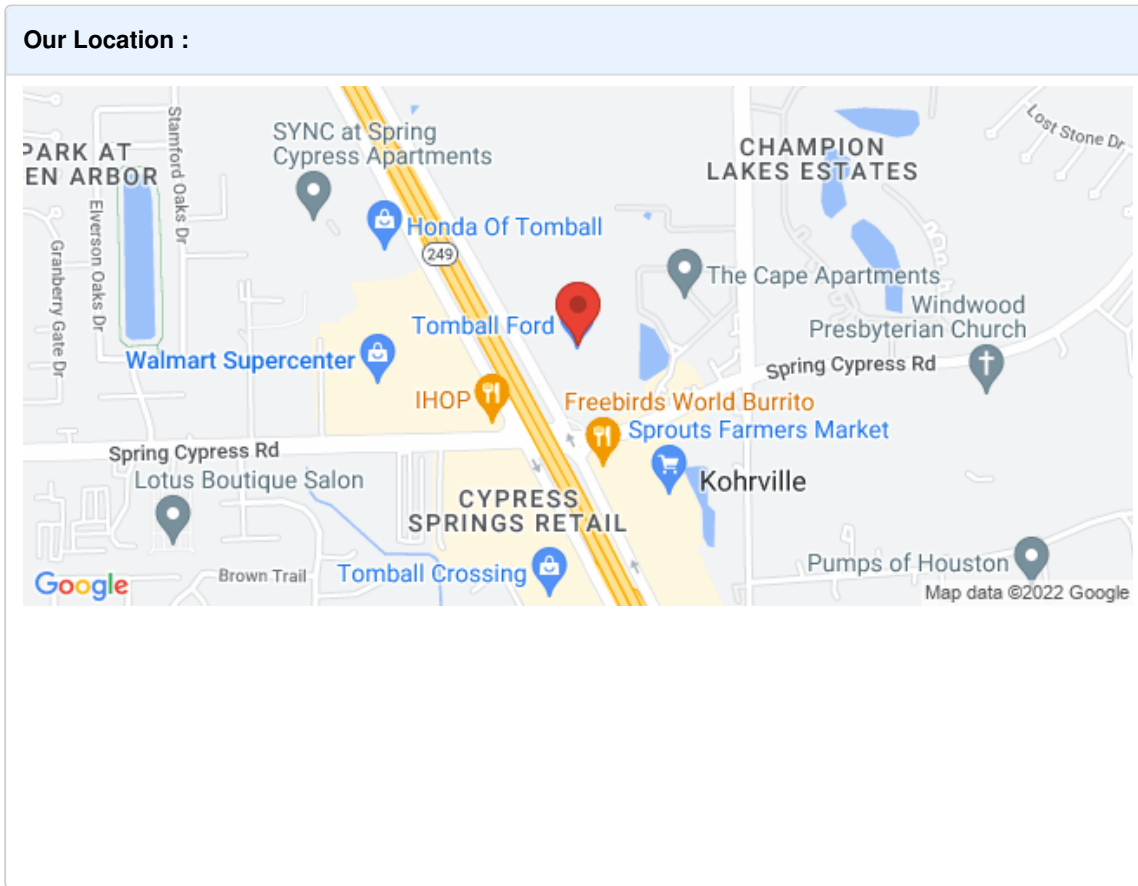 Our Location :
PARK AT
EN ARBOR
Stamford Oaks Dr
Elverson Oaks Dr
Granberry Gate Dr
SYNC at Spring
Cypress Apartments
Honda Of Tomball
249
CHAMPION
LAKES ESTATES
Lost Stone Dr
The Cape Apartments
Windwood
Presbyterian Church
Tomball Ford
Walmart Supercenter
Spring Cypress Rd
IHOP
Freebirds World Burrito
Sprouts Farmers Market
Spring Cypress Rd
Lotus Boutique Salon
Kohrville
CYPRESS
SPRINGS RETAIL
Pumps of Houston
Brown Trail
Tomball Crossing
Google
Map data ©2022 Google